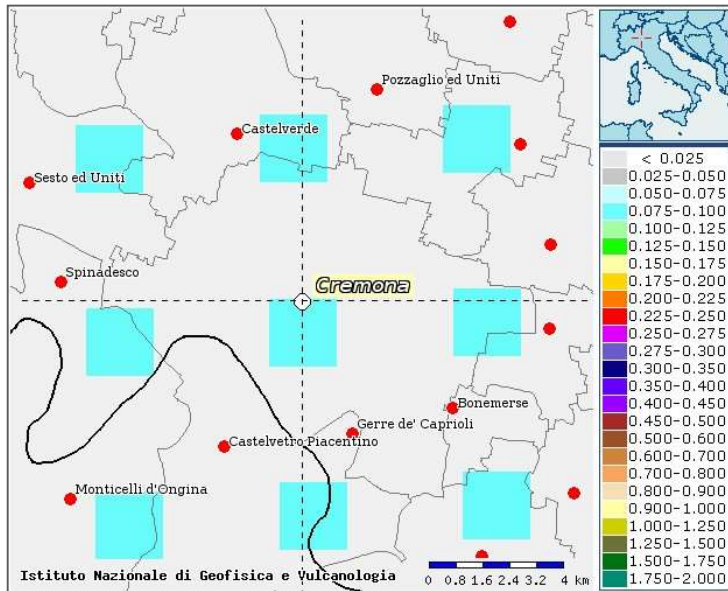 Pozzaglio ed Uniti
Castelverde
Sesto ed Uniti
Spinadesco
Cremona
Bonemerse
Gerre de' Caprioli
Castelvetro Piacentino
Monticelli d'Ongina
Istituto Nazionale di Geofisica e Vulcanologia
0 0.8 1.6 2.4 3.2 4 km
< 0.025
0.025-0.050
0.050-0.075
0.075-0.100
0.100-0.125
0.125-0.150
0.150-0.175
0.175-0.200
0.200-0.225
0.225-0.250
0.250-0.275
0.275-0.300
0.300-0.350
0.350-0.400
0.400-0.450
0.450-0.500
0.500-0.600
0.600-0.700
0.700-0.800
0.800-0.900
0.900-1.000
1.000-1.250
1.250-1.500
1.500-1.750
1.750-2.000